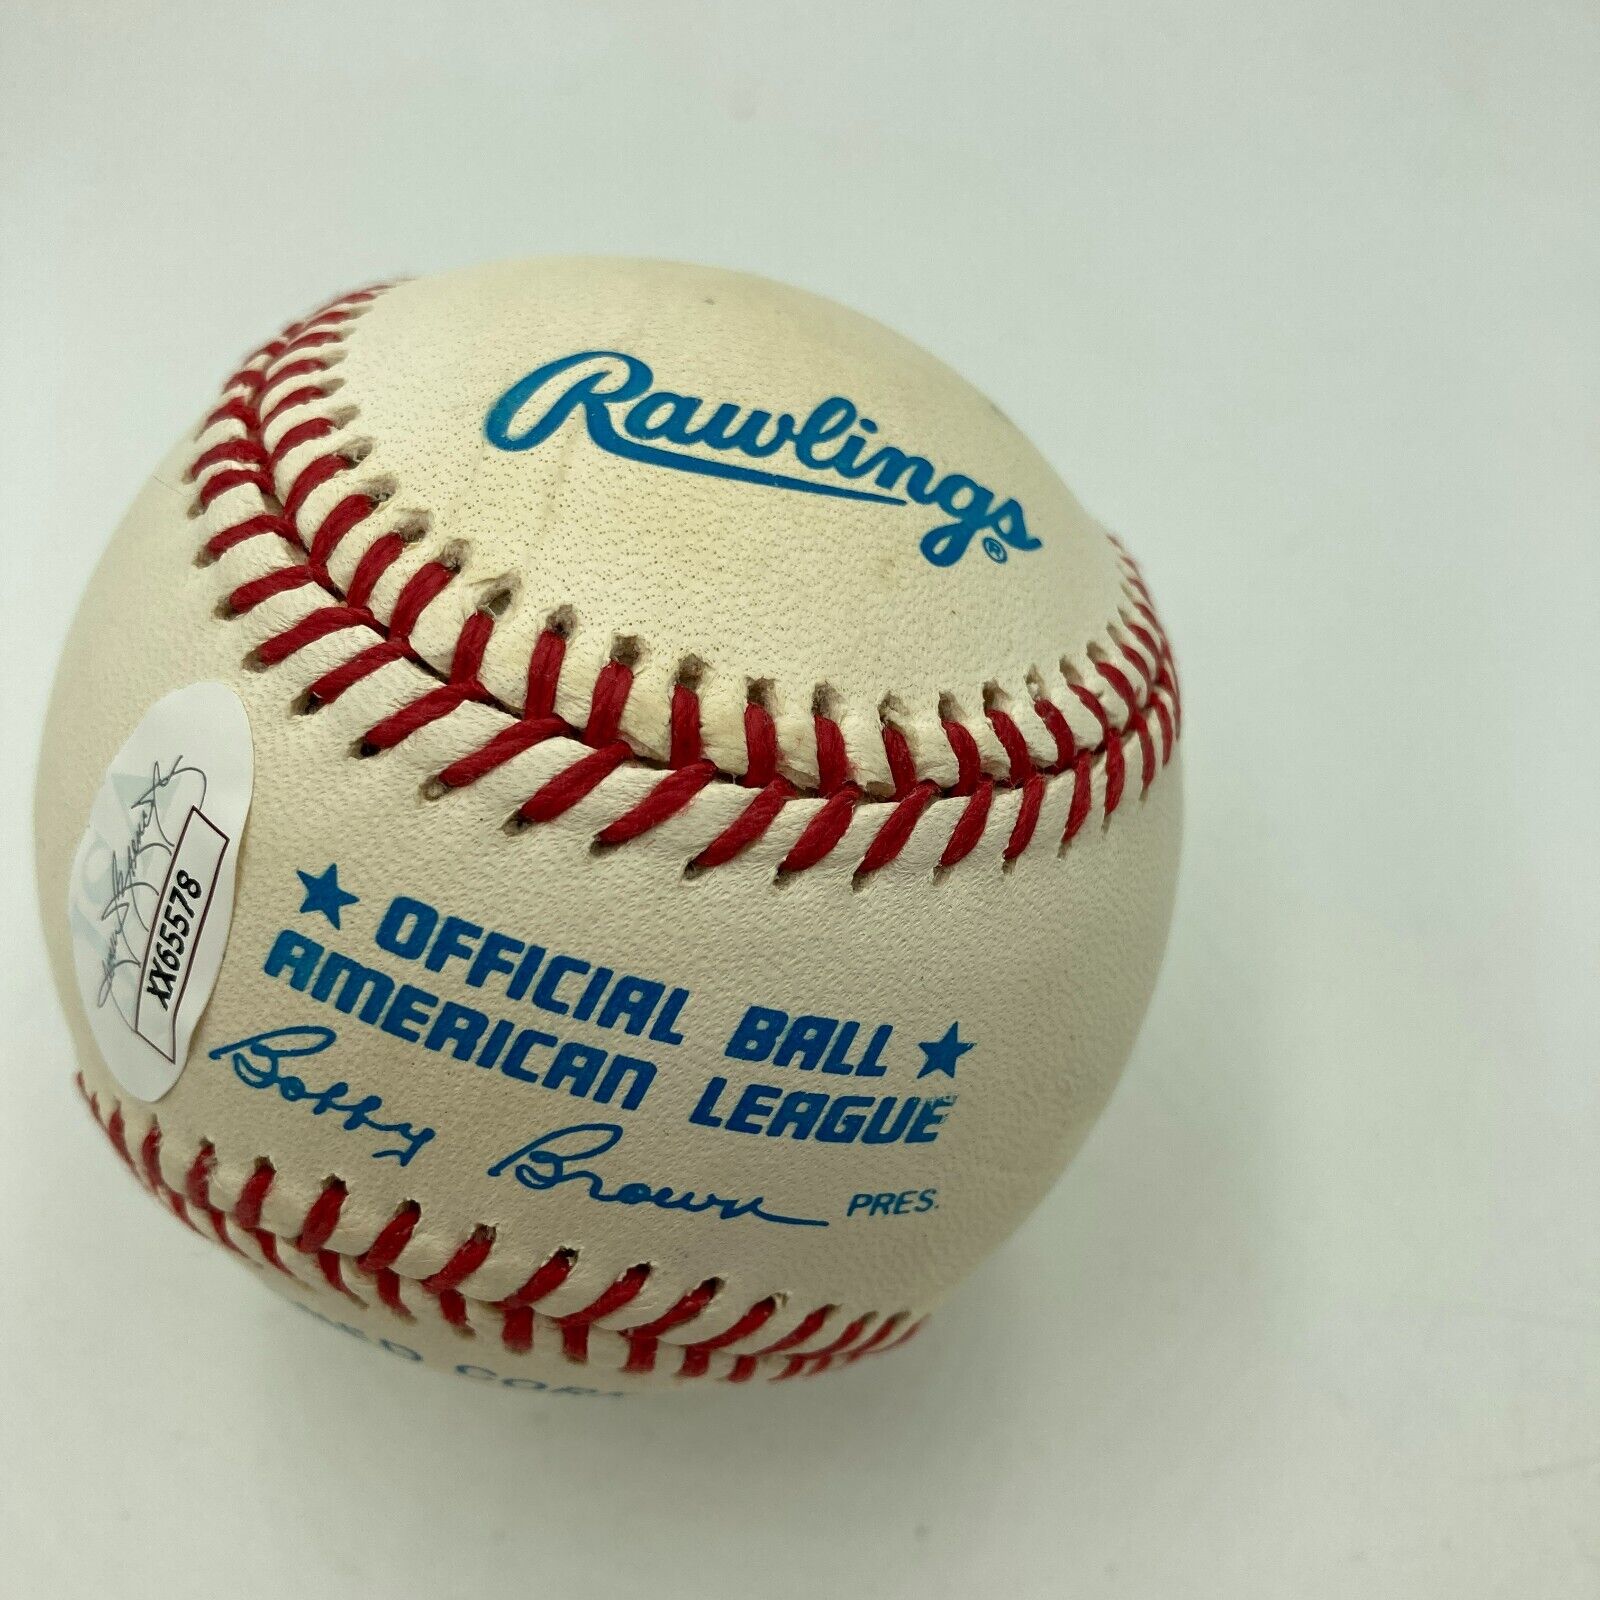 Rawlings®
★ OFFICIAL BALL ★
AMERICAN LEAGUE
Bobby Brown PRES.
XX65578